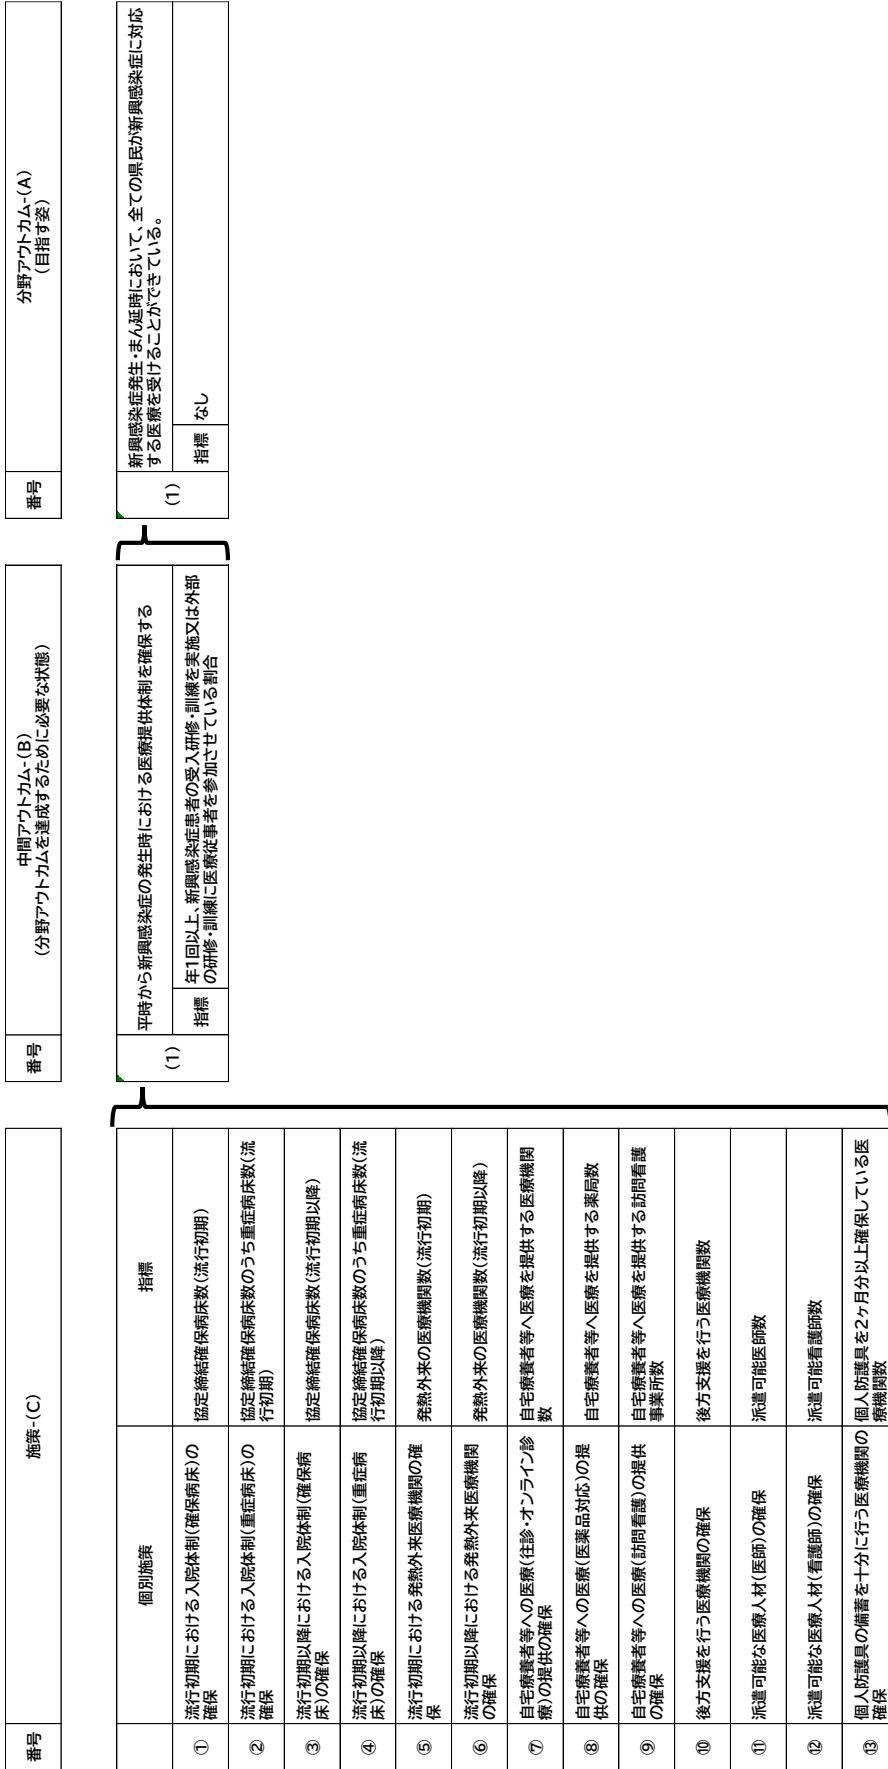 番号
施策-(C)
番号
中間アウトカム-(B)
(分野アウトカムを達成するために必要な状態)
番号
分野アウトカム-(A)
(目指す姿)
個別施策
指標
①
流行初期における入院体制(確保病床)の
確保
協定締結確保病床数(流行初期)
②
流行初期における入院体制(重症病床)の
確保
協定締結確保病床数のうち重症病床数(流
行初期)
③
流行初期以降における入院体制(確保病
床)の確保
協定締結確保病床数(流行初期以降)
④
流行初期以降における入院体制(重症病
床)の確保
協定締結確保病床数のうち重症病床数(流
行初期以降)
⑤
流行初期における発熱外来医療機関の確
保
発熱外来の医療機関数(流行初期)
⑥
流行初期以降における発熱外来医療機関
の確保
発熱外来の医療機関数(流行初期以降)
⑦
自宅療養者等への医療(往診・オンライン診
療)の提供の確保
自宅療養者等へ医療を提供する医療機関
数
⑧
自宅療養者等への医療(医薬品対応)の提
供の確保
自宅療養者等へ医療を提供する薬局数
⑨
自宅療養者等への医療(訪問看護)の提供
の確保
自宅療養者等へ医療を提供する訪問看護
事業所数
⑩
後方支援を行う医療機関の確保
後方支援を行う医療機関数
⑪
派遣可能な医療人材(医師)の確保
派遣可能医師数
⑫
派遣可能な医療人材(看護師)の確保
派遣可能看護師数
⑬
個人防護具の備蓄を十分に行う医療機関の
確保
個人防護具を2ヶ月分以上確保している医
療機関数
(1)
平時から新興感染症の発生時における医療提供体制を確保する
指標
年1回以上、新興感染症患者の受入研修・訓練を実施又は外部
の研修・訓練に医療従事者を参加させている割合
(1)
新興感染症発生・まん延時において、全ての県民が新興感染症に対応
する医療を受けることができている。
指標
なし